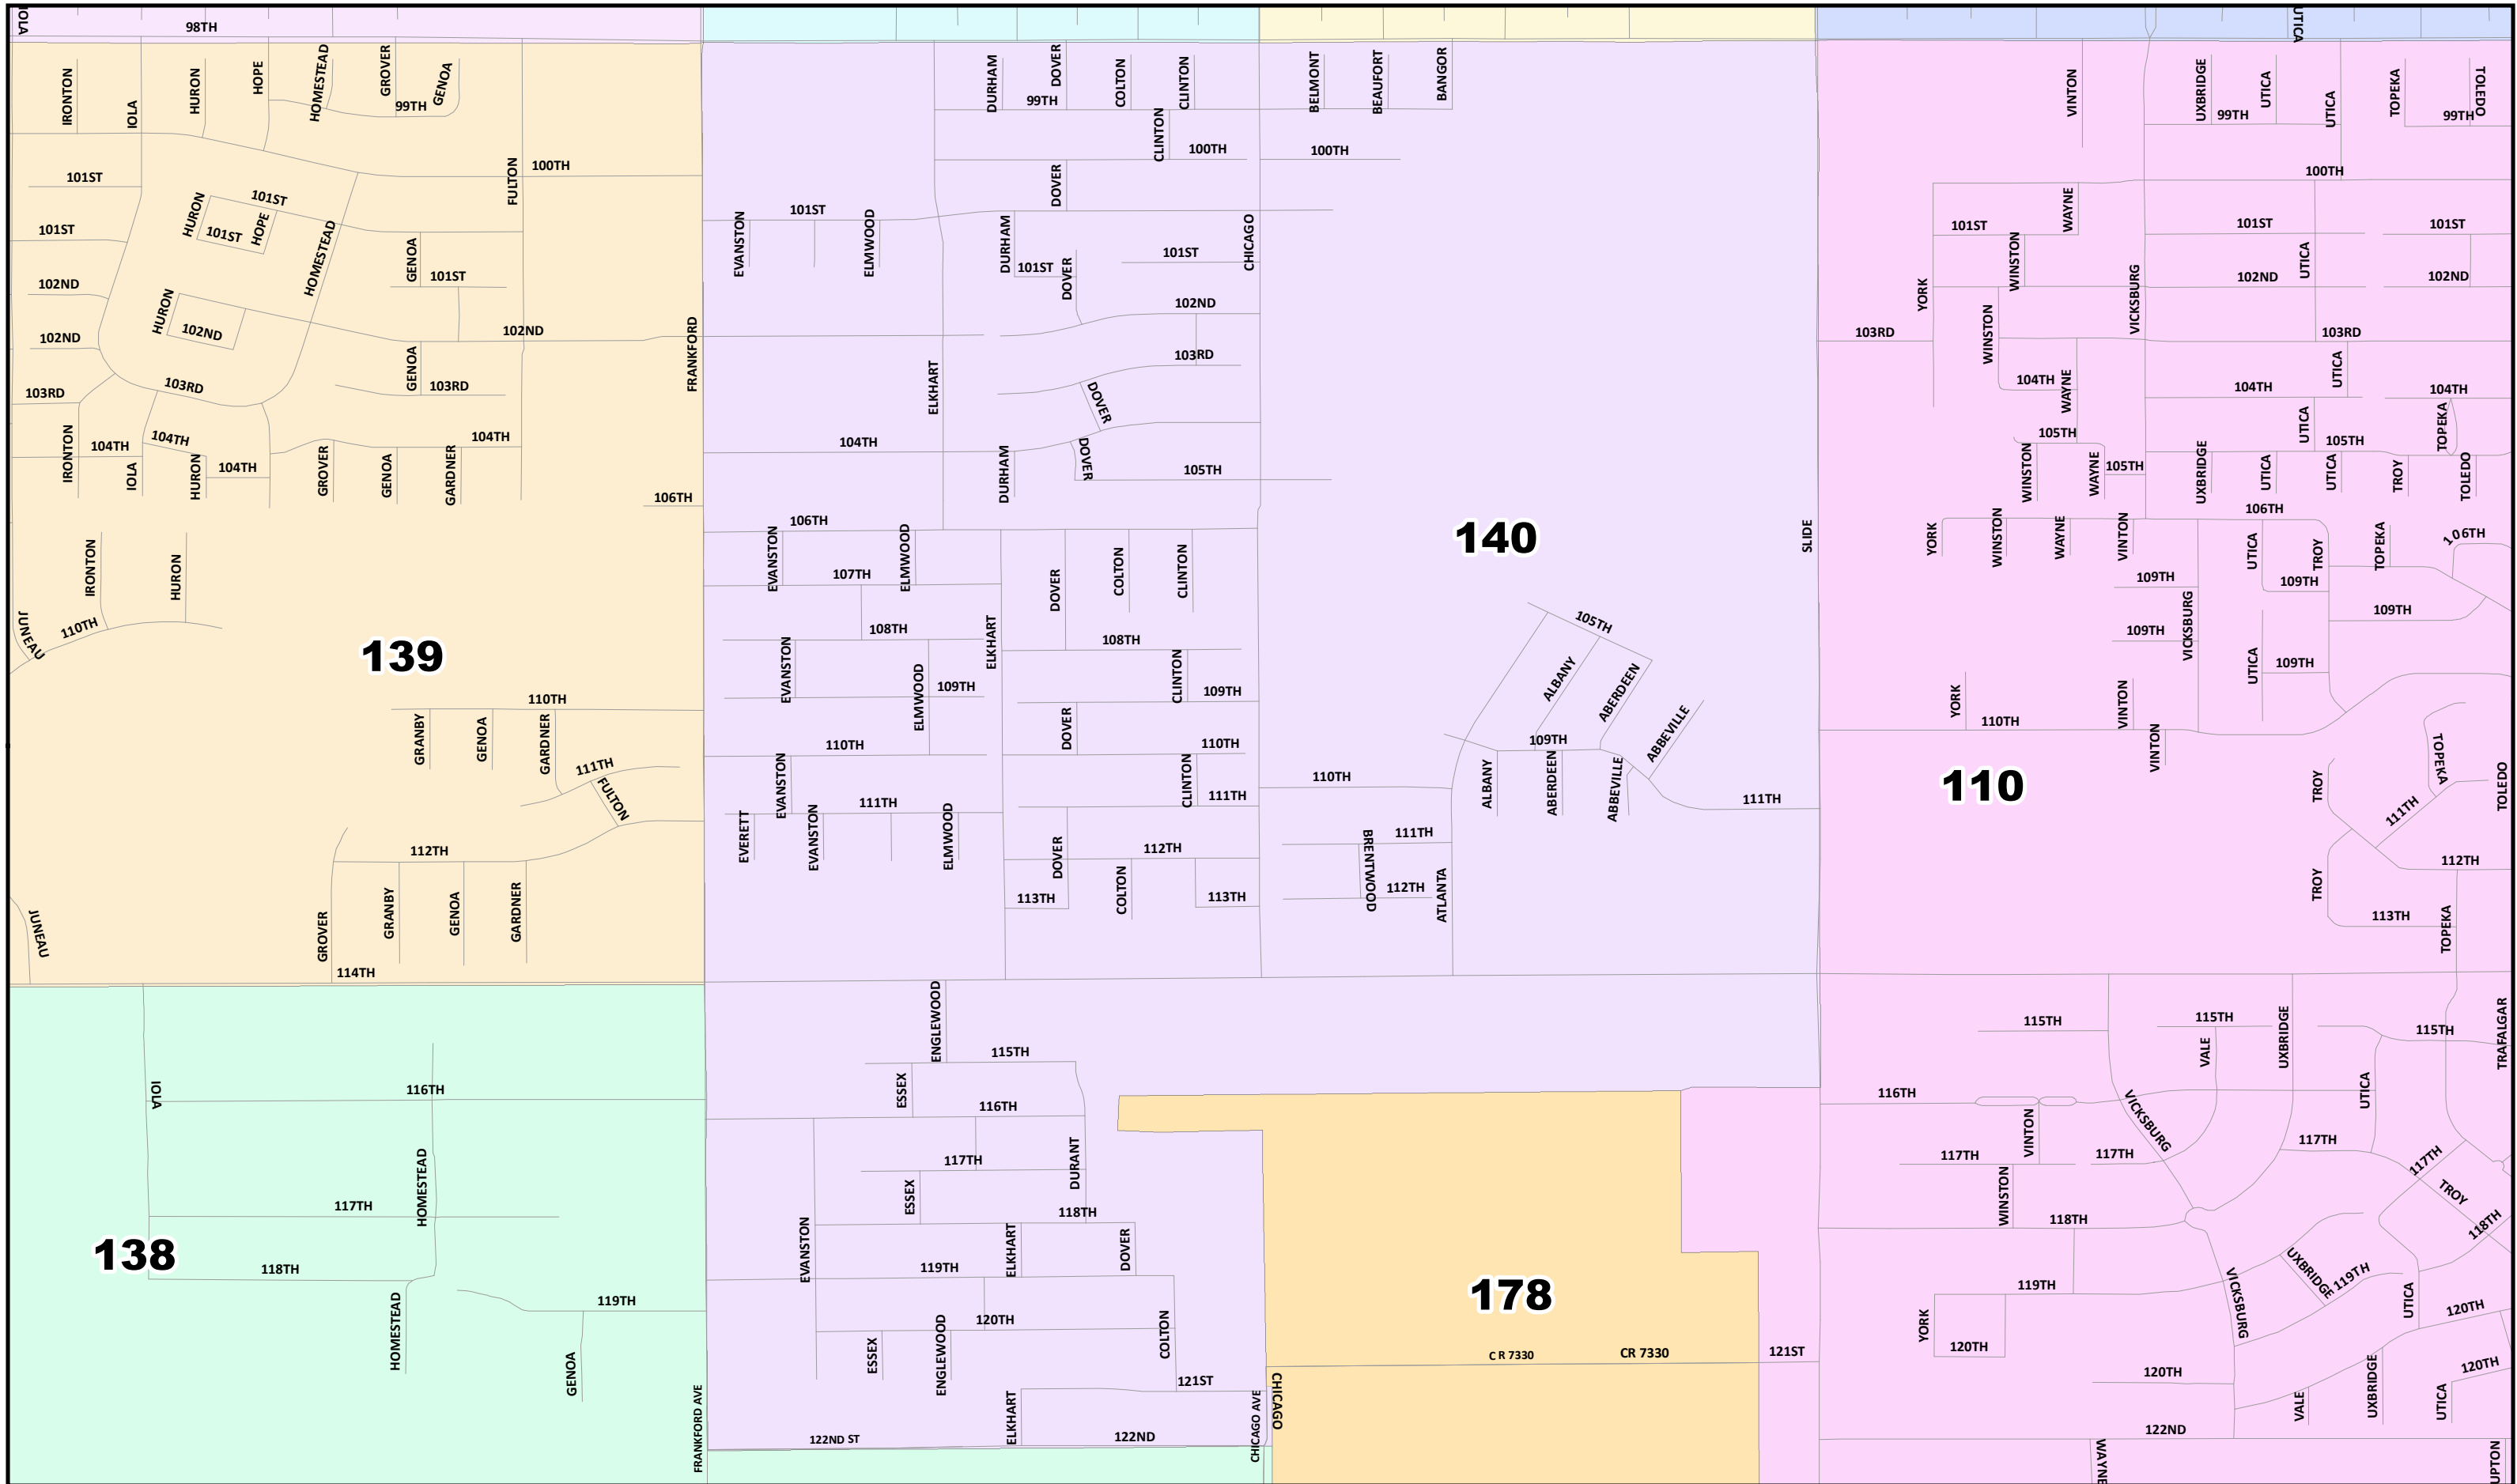 IOLA
98TH
UTICA
IRONTON
IOLA
HURON
HOPE
HOMESTEAD
GROVER
GENOA
99TH
FULTON
100TH
101ST
HURON
101ST
101ST
HOPE
101ST
HOMESTEAD
GENOA
101ST
102ND
HURON
102ND
102ND
102ND
FRANKFORD
GENOA
103RD
103RD
103RD
IRONTON
104TH
104TH
IOLA
HURON
104TH
GROVER
GENOA
GARDNER
104TH
106TH
IRONTON
HURON
JUNEAU
110TH
139
110TH
GRANBY
GENOA
GARDNER
111TH
FULTON
112TH
GROVER
GRANBY
GENOA
GARDNER
JUNEAU
114TH
DURHAM
DOVER
COLTON
CLINTON
99TH
CLINTON
100TH
DOVER
BELMONT
BEAUFORT
BANGOR
100TH
EVANSTON
101ST
ELMWOOD
DURHAM
101ST
DOVER
101ST
CHICAGO
102ND
103RD
ELKHART
DOVER
104TH
DURHAM
DOVER
105TH
106TH
EVANSTON
ELMWOOD
107TH
DOVER
COLTON
CLINTON
108TH
ELKHART
108TH
EVANSTON
ELMWOOD
109TH
CLINTON
109TH
DOVER
110TH
110TH
EVANSTON
CLINTON
111TH
111TH
EVERETT
EVANSTON
ELMWOOD
DOVER
112TH
COLTON
113TH
113TH
140
SLIDE
105TH
ALBANY
ABERDEEN
ABBEVILLE
109TH
110TH
ALBANY
ABERDEEN
ABBEVILLE
111TH
BRENTWOOD
111TH
112TH
ATLANTA
VINTON
UXBRIDGE
UTICA
UTICA
TOPEKA
TOLEDO
99TH
99TH
100TH
WAYNE
101ST
WINSTON
101ST
101ST
UTICA
YORK
VICKSBURG
102ND
102ND
103RD
WINSTON
103RD
104TH
WAYNE
UTICA
104TH
104TH
TOPEKA
UTICA
105TH
105TH
WINSTON
WAYNE
105TH
UXBRIDGE
UTICA
UTICA
TROY
TOLEDO
106TH
YORK
WINSTON
WAYNE
VINTON
UTICA
TROY
TOPEKA
106TH
109TH
109TH
109TH
VICKSBURG
109TH
UTICA
109TH
YORK
VINTON
110TH
VINTON
110
TROY
TOPEKA
111TH
TOLEDO
112TH
TROY
113TH
TOPEKA
IOLA
116TH
HOMESTEAD
117TH
138
118TH
HOMESTEAD
119TH
GENOA
FRANKFORD AVE
ENGLEWOOD
115TH
ESSEX
116TH
DURANT
117TH
ESSEX
118TH
EVANSTON
ELKHART
DOVER
119TH
120TH
ESSEX
ENGLEWOOD
COLTON
121ST
ELKHART
122ND ST
122ND
CHICAGO AVE
CHICAGO
178
CR 7330
CR 7330
121ST
115TH
115TH
VALE
UXBRIDGE
115TH
TRAFALGAR
116TH
VICKSBURG
UTICA
VINTON
117TH
117TH
117TH
117TH
WINSTON
TROY
118TH
118TH
VICKSBURG
UXBRIDGE
119TH
119TH
UTICA
120TH
YORK
120TH
120TH
120TH
VALE
UXBRIDGE
UTICA
122ND
WAYNE
UPTON